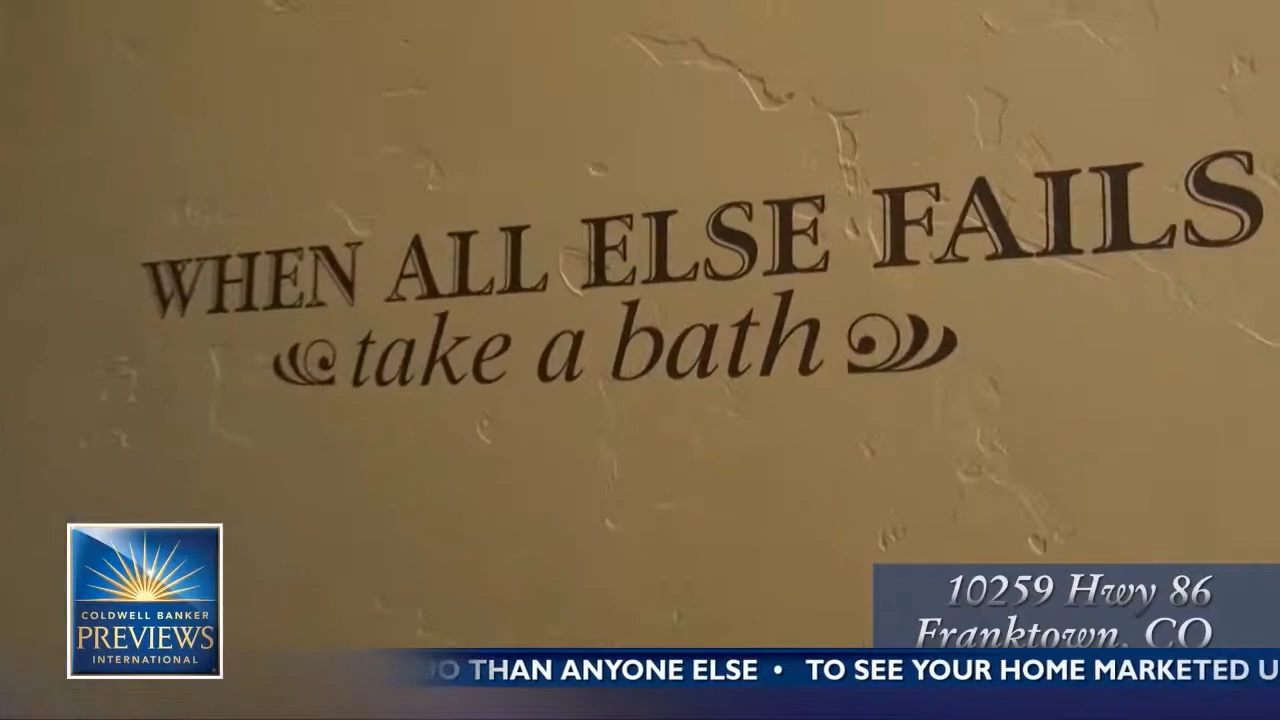 WHEN ALL ELSE FAILS
take a bath
COLDWELL BANKER
PREVIEWS
INTERNATIONAL
10259 Hwy 86
Franktown, CO
THAN ANYONE ELSE • TO SEE YOUR HOME MARKETED